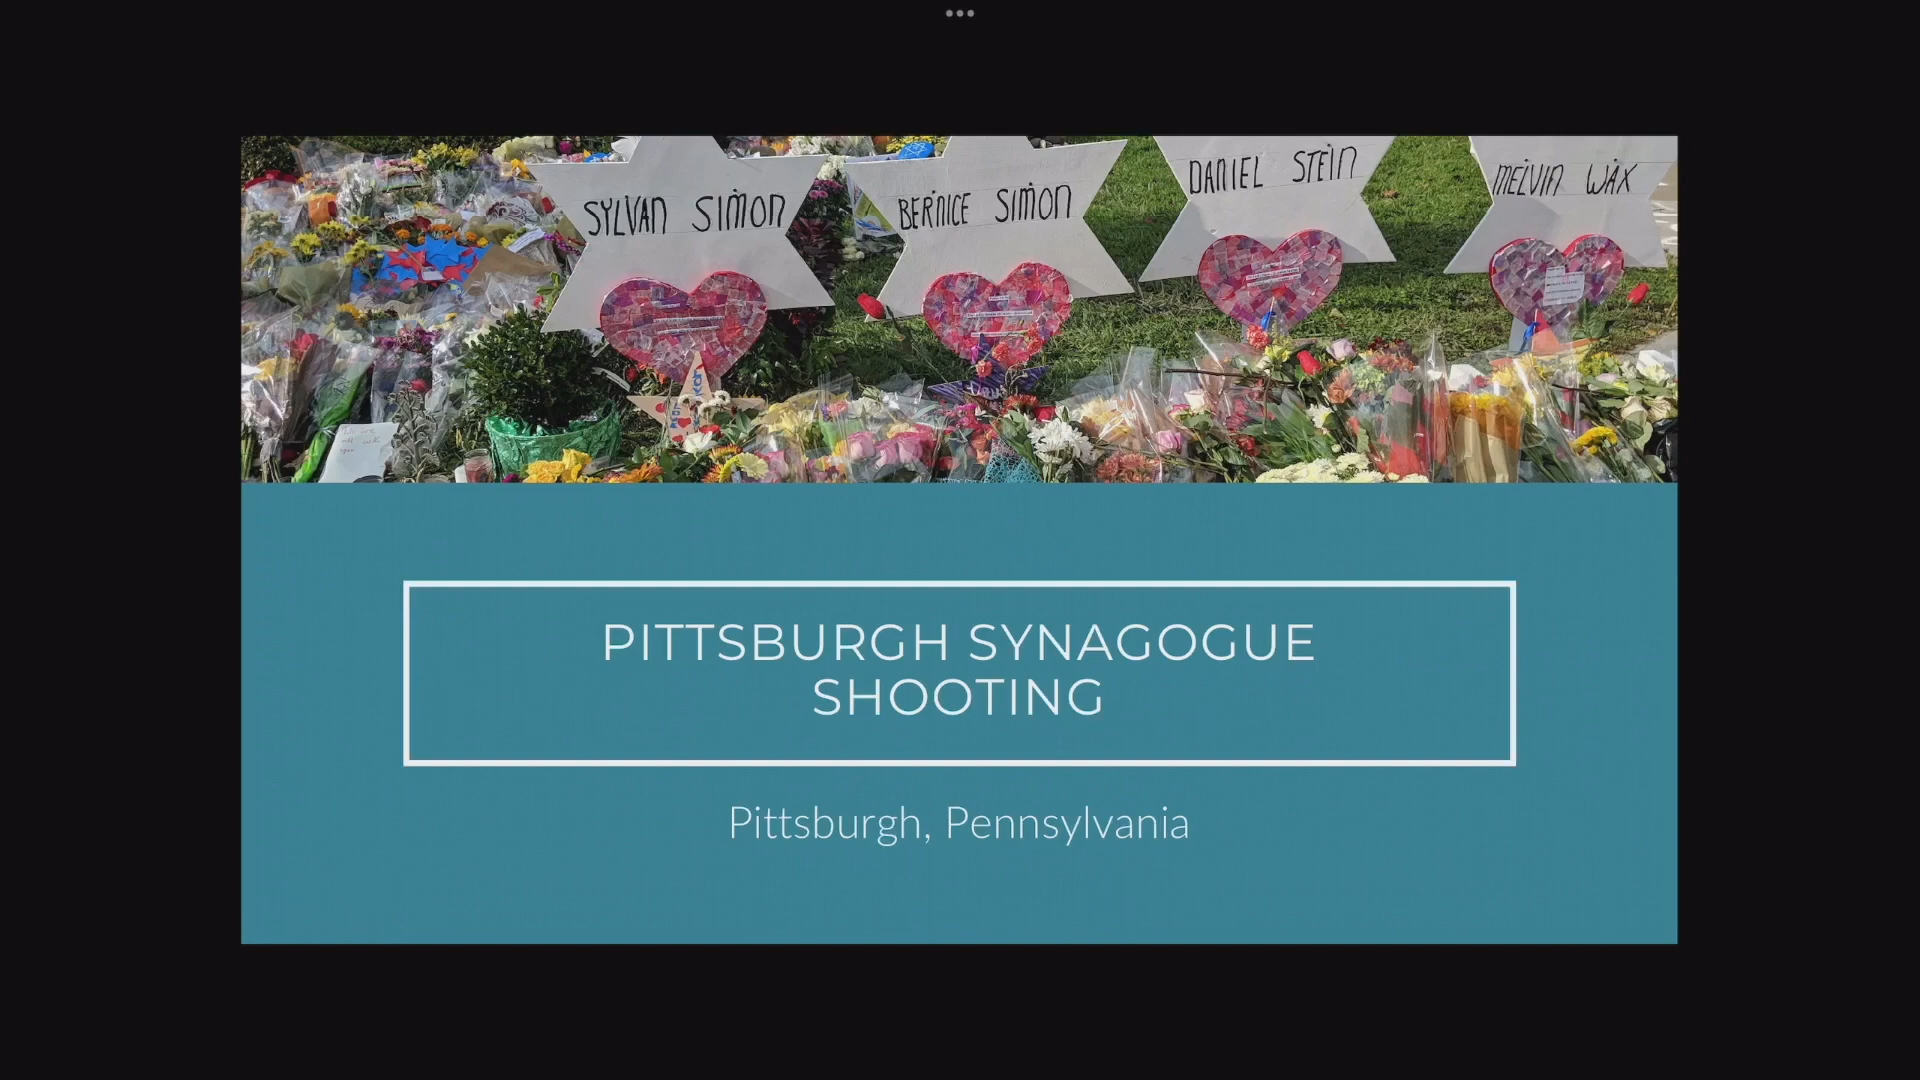 SYLVAN SIMON
BERNICE SIMON
DANIEL STEIN
MELVIN WAX
PITTSBURGH SYNAGOGUE
SHOOTING
Pittsburgh, Pennsylvania